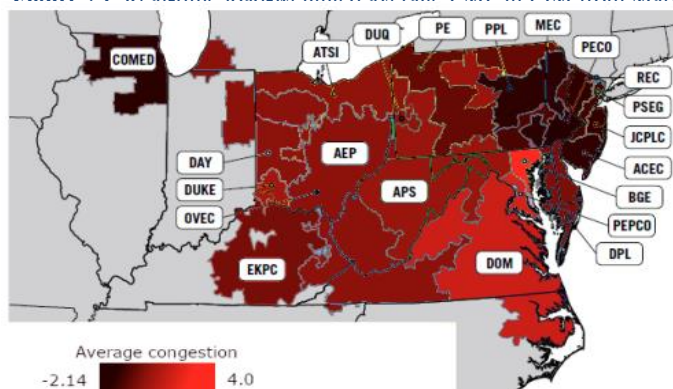 COMED
ATSI
DUQ
PE
PPL
MEC
PECO
REC
PSEG
JCPLC
ACEC
BGE
PEPCO
DPL
DAY
DUKE
OVEC
AEP
APS
EKPC
DOM
Average congestion
-2.14 4.0